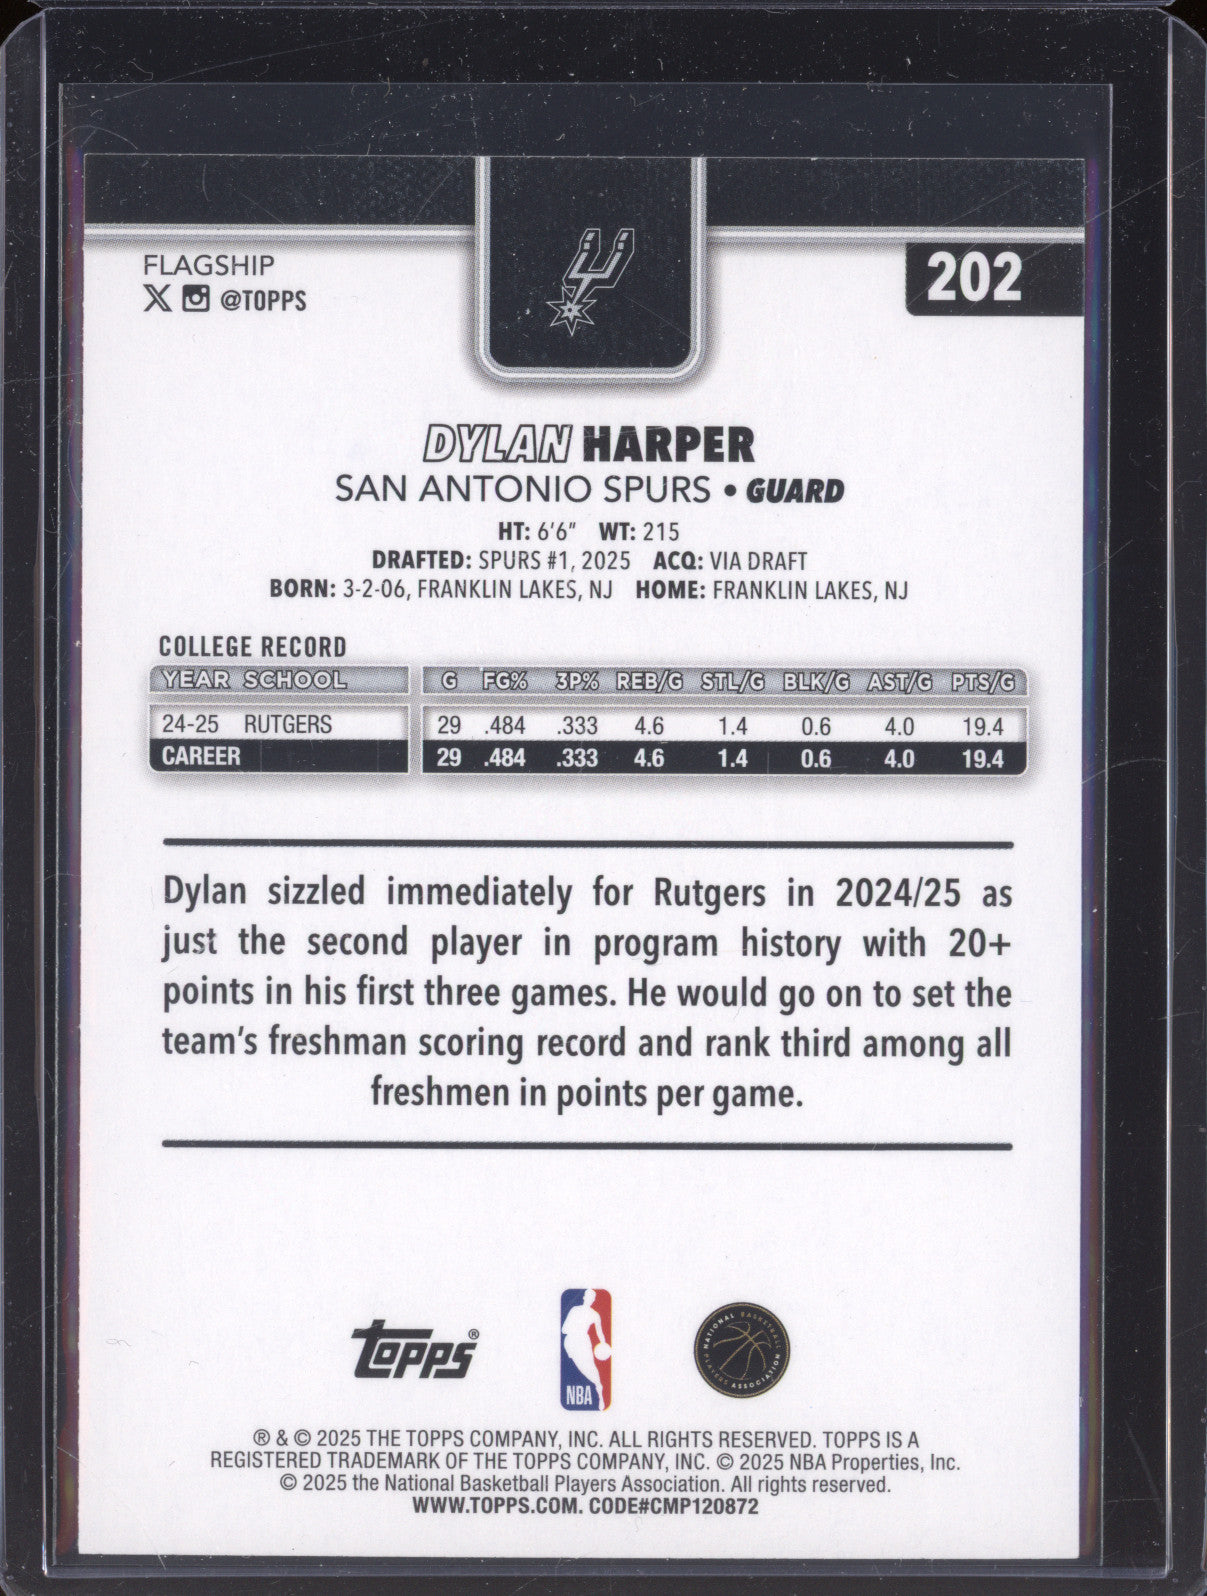 FLAGSHIP
@TOPPS
202
DYLAN HARPER
SAN ANTONIO SPURS • GUARD
HT: 6'6" WT: 215
DRAFTED: SPURS #1, 2025 ACQ: VIA DRAFT
BORN: 3-2-06, FRANKLIN LAKES, NJ HOME: FRANKLIN LAKES, NJ
COLLEGE RECORD
YEAR SCHOOL G FG% 3P% REB/G STL/G BLK/G AST/G PTS/G
24-25 RUTGERS 29 .484 .333 4.6 1.4 0.6 4.0 19.4
CAREER 29 .484 .333 4.6 1.4 0.6 4.0 19.4
Dylan sizzled immediately for Rutgers in 2024/25 as
just the second player in program history with 20+
points in his first three games. He would go on to set the
team's freshman scoring record and rank third among all
freshmen in points per game.
TOPPS®
NBA
NATIONAL BASKETBALL PLAYERS ASSOCIATION
® & © 2025 THE TOPPS COMPANY, INC. ALL RIGHTS RESERVED. TOPPS IS A
REGISTERED TRADEMARK OF THE TOPPS COMPANY, INC. © 2025 NBA Properties, Inc.
© 2025 the National Basketball Players Association. All rights reserved.
WWW.TOPPS.COM. CODE#CMP120872